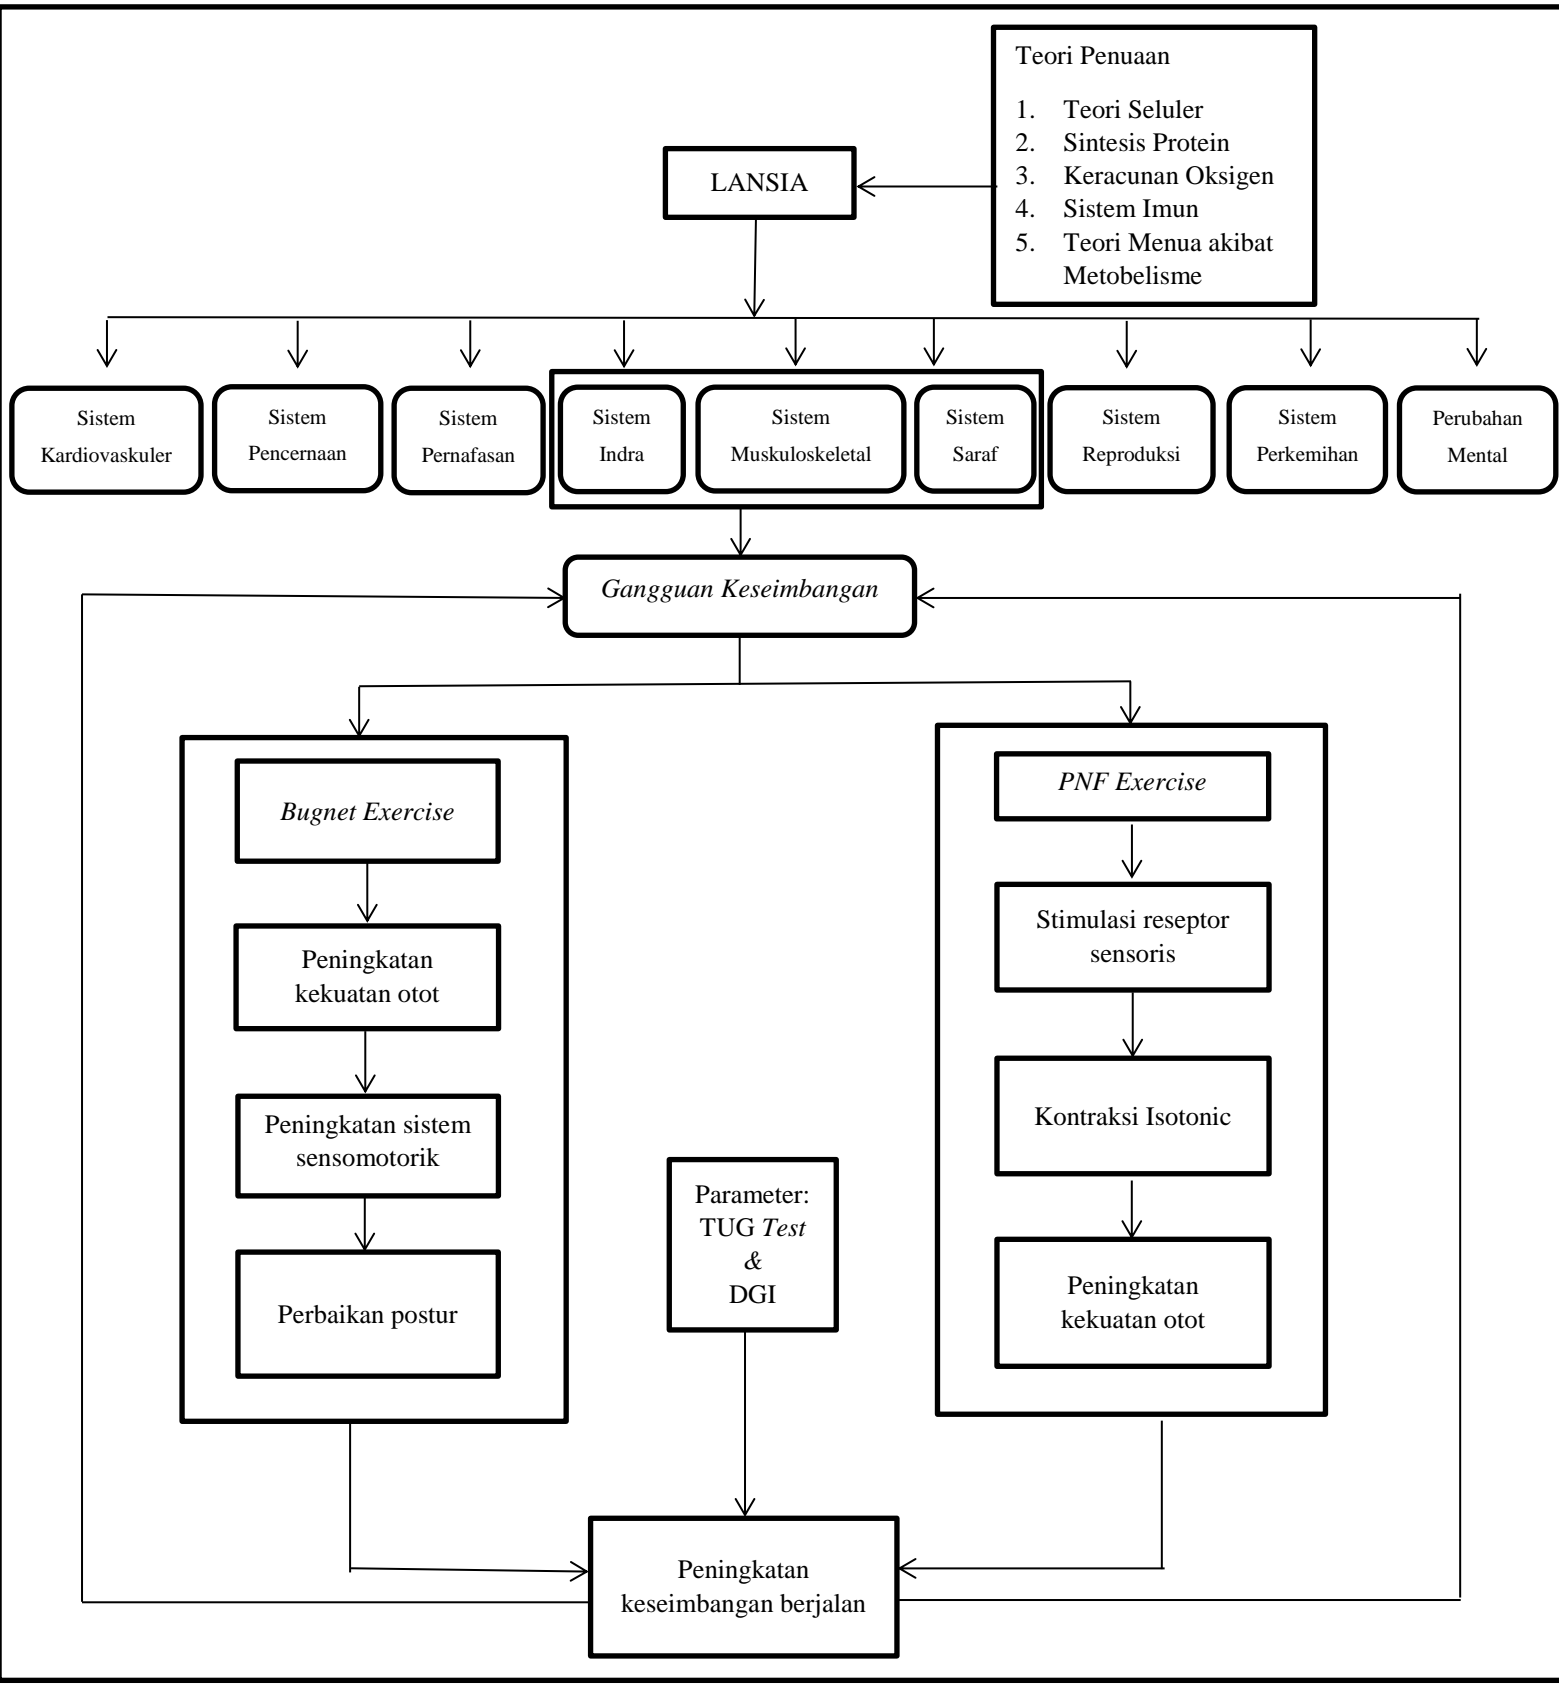 Teori Penuaan
1. Teori Seluler
2. Sintesis Protein
3. Keracunan Oksigen
4. Sistem Imun
5. Teori Menua akibat
Metobelisme
LANSIA
Sistem
Kardiovaskuler
Sistem
Pencernaan
Sistem
Pernafasan
Sistem
Indra
Sistem
Muskuloskeletal
Sistem
Saraf
Sistem
Reproduksi
Sistem
Perkemihan
Perubahan
Mental
Gangguan Keseimbangan
Bugnet Exercise
Peningkatan
kekuatan otot
Peningkatan sistem
sensomotorik
Perbaikan postur
PNF Exercise
Stimulasi reseptor
sensoris
Kontraksi Isotonic
Peningkatan
kekuatan otot
Parameter:
TUG Test
&
DGI
Peningkatan
keseimbangan berjalan